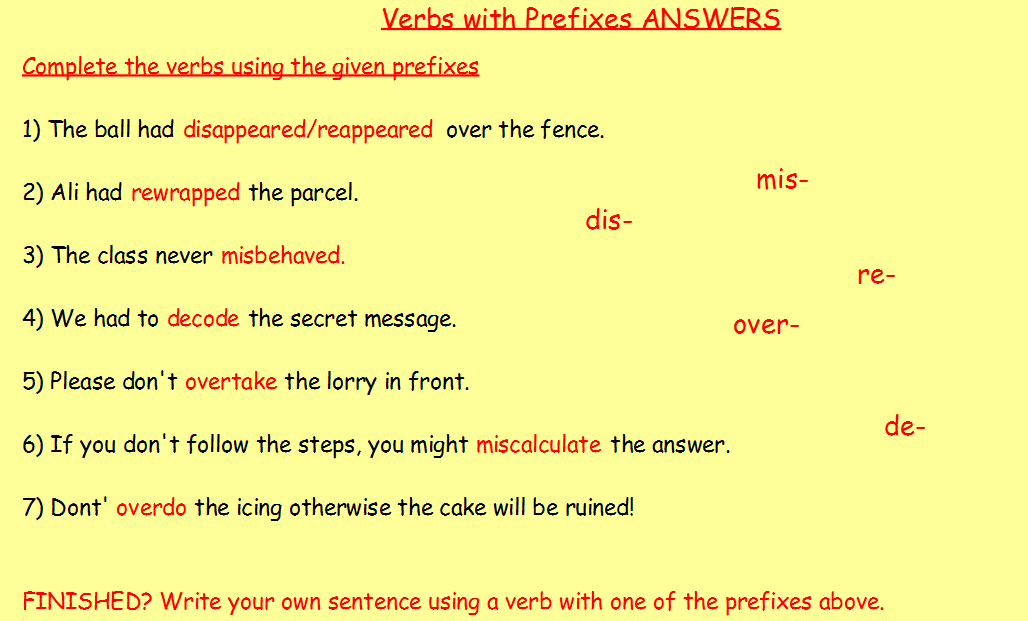 Verbs with Prefixes ANSWERS
Complete the verbs using the given prefixes
1) The ball had disappeared/reappeared over the fence.
mis-
2) Ali had rewrapped the parcel.
dis-
3) The class never misbehaved.
re-
4) We had to decode the secret message.
over-
5) Please don't overtake the lorry in front.
de-
6) If you don't follow the steps, you might miscalculate the answer.
7) Dont' overdo the icing otherwise the cake will be ruined!
FINISHED? Write your own sentence using a verb with one of the prefixes above.